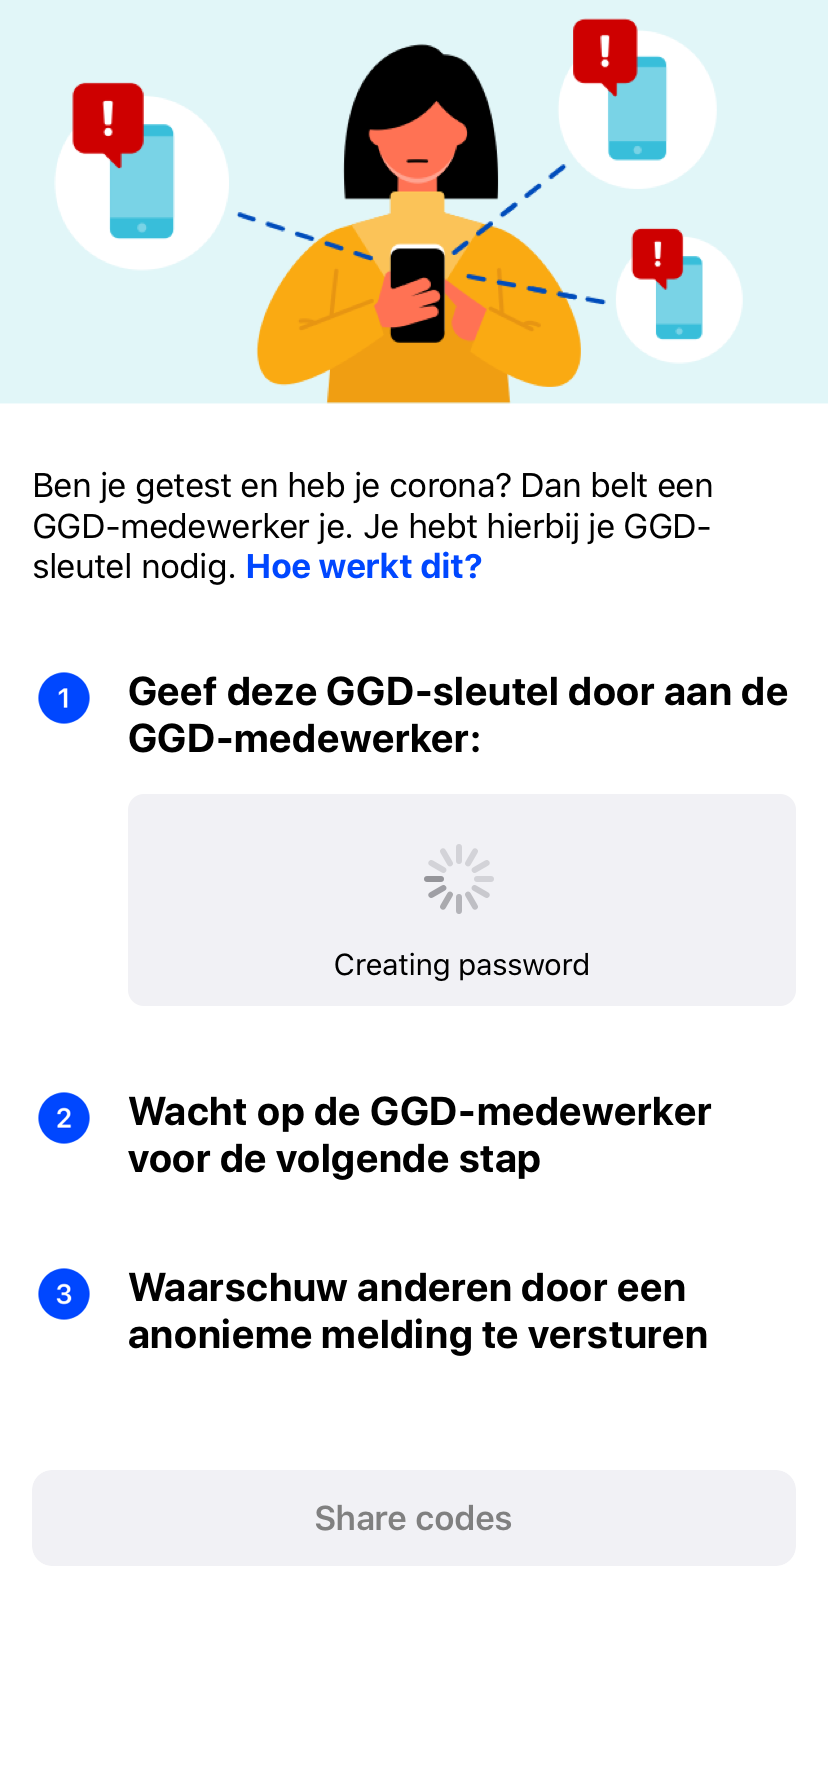 Ben je getest en heb je corona? Dan belt een
GGD-medewerker je. Je hebt hierbij je GGD-
sleutel nodig. Hoe werkt dit?
1 Geef deze GGD-sleutel door aan de
GGD-medewerker:
Creating password
2 Wacht op de GGD-medewerker
voor de volgende stap
3 Waarschuw anderen door een
anonieme melding te versturen
Share codes